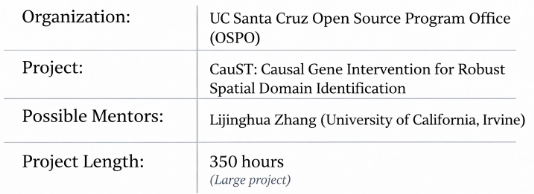 Organization:
UC Santa Cruz Open Source Program Office
(OSPO)
Project:
CauST: Causal Gene Intervention for Robust
Spatial Domain Identification
Possible Mentors:
Lijinghua Zhang (University of California, Irvine)
Project Length:
350 hours
(Large project)